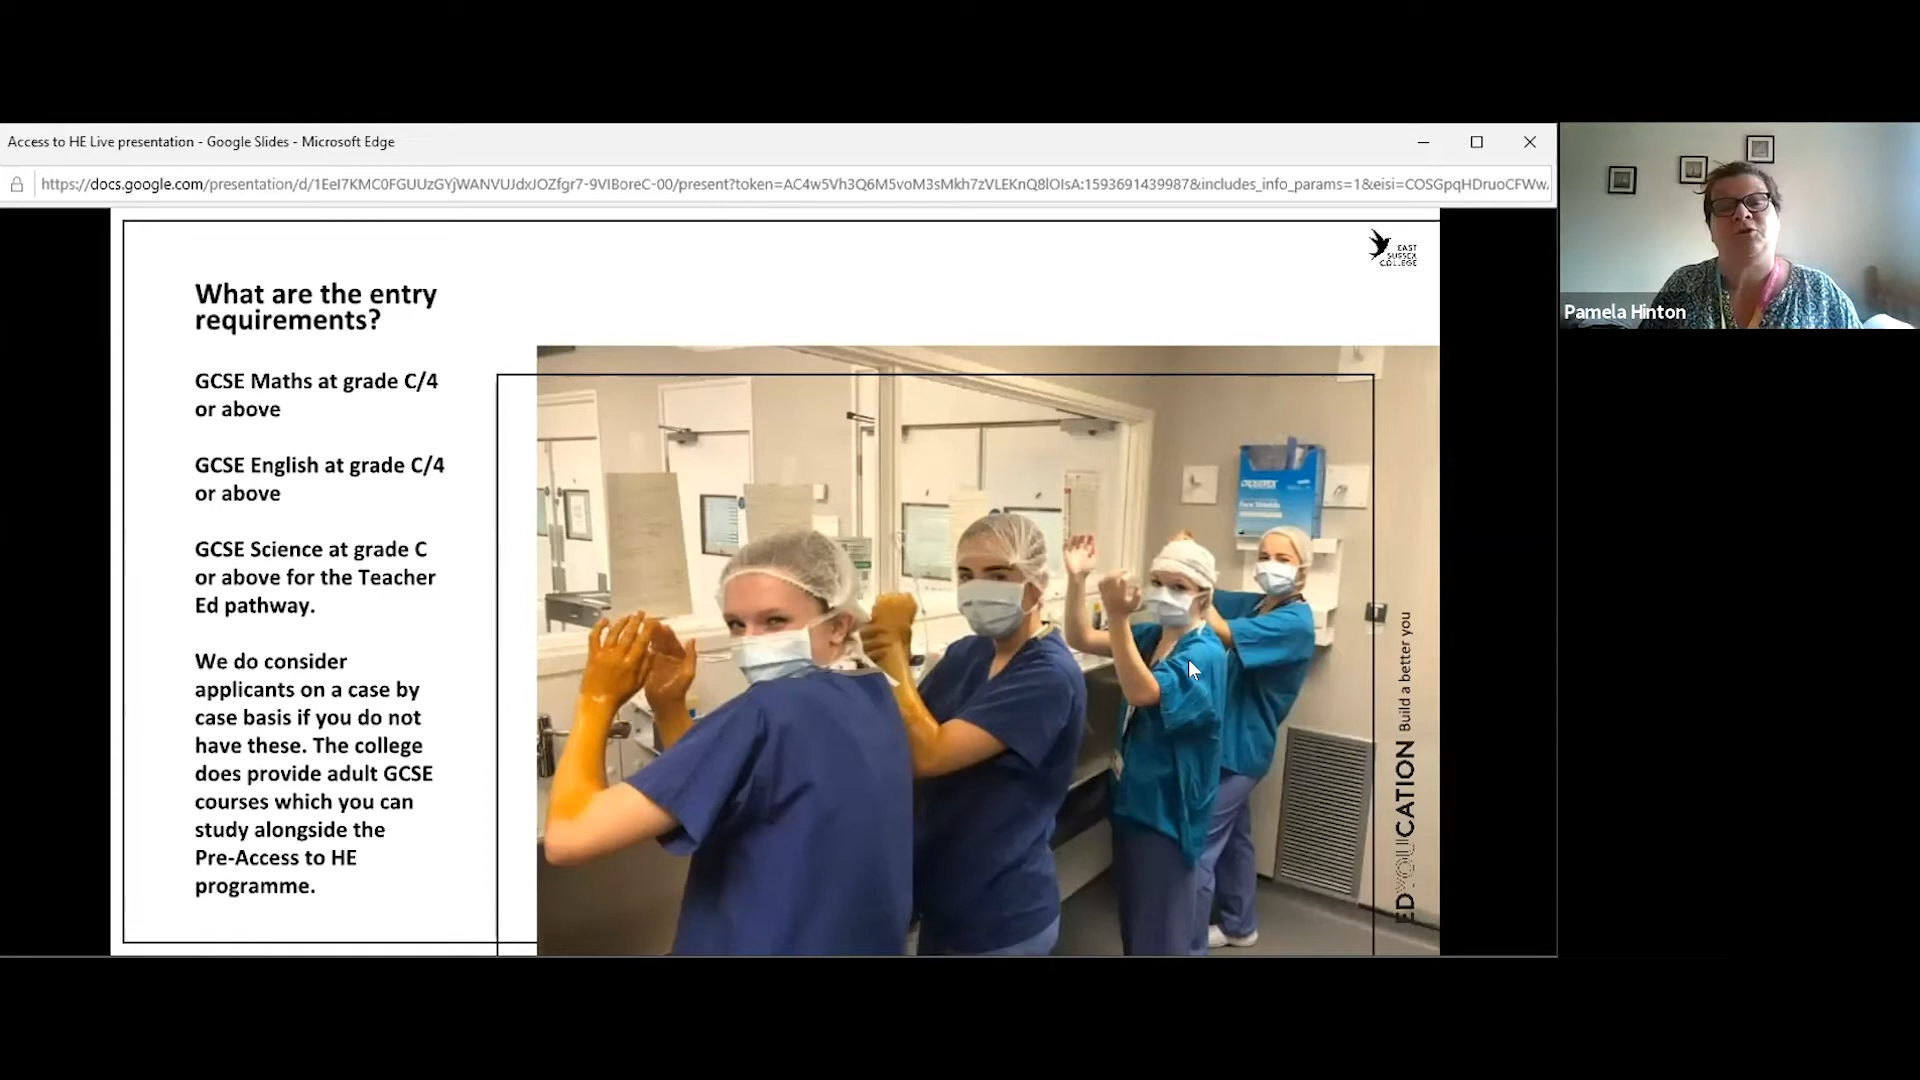 Access to HE Live presentation - Google Slides - Microsoft Edge
https://docs.google.com/presentation/d/1EeI7KMC0FGUUzGYjWANVUJdxJOZfgr7-9VIBoreC-00/present?token=AC4w5Vh3Q6M5voM3sMkh7zVLEKnQ8lOIsA:1593691439987&includes_info_params=1&eisi=COSGpqHDruoCFWw
EAST
SUSSEX
COLLEGE
What are the entry
requirements?
GCSE Maths at grade C/4
or above
GCSE English at grade C/4
or above
GCSE Science at grade C
or above for the Teacher
Ed pathway.
We do consider
applicants on a case by
case basis if you do not
have these. The college
does provide adult GCSE
courses which you can
study alongside the
Pre-Access to HE
programme.
Face Shields
EDYOUCATION Build a better you
Pamela Hinton